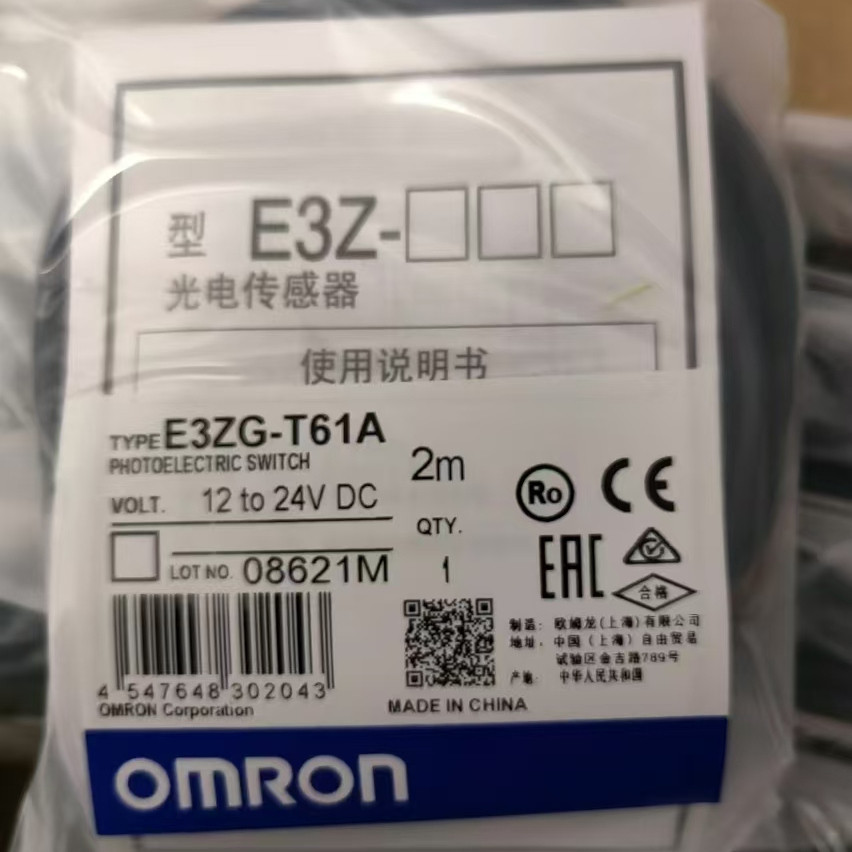 型 E3Z-□□□
光电传感器
使用说明书
TYPE E3ZG-T61A
PHOTOELECTRIC SWITCH
2m
VOLT. 12 to 24V DC
QTY.
LOT NO. 08621M
1
Ro
CE
EAC
合格
制造: 欧姆龙(上海)有限公司
地址: 中国(上海)自由贸易
试验区金吉路789号
产地: 中华人民共和国
4 547648 302043
OMRON Corporation
MADE IN CHINA
OMRON